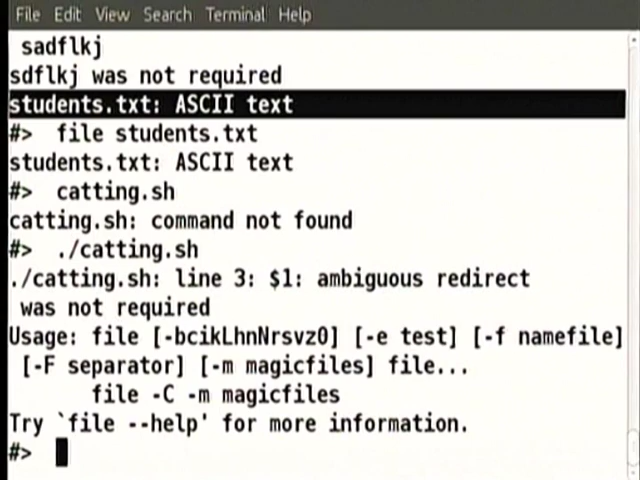 File Edit View Search Terminal Help
sadflkj
sdflkj was not required
students.txt: ASCII text
#> file students.txt
students.txt: ASCII text
#> catting.sh
catting.sh: command not found
#> ./catting.sh
./catting.sh: line 3: $1: ambiguous redirect
was not required
Usage: file [-bcikLhnNrsvz0] [-e test] [-f namefile]
[-F separator] [-m magicfiles] file...
file -C -m magicfiles
Try `file --help' for more information.
#>